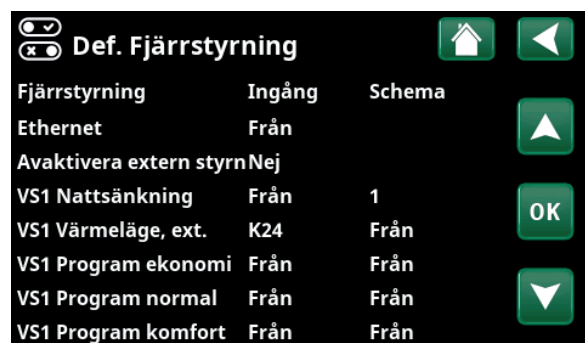 Def. Fjärrstyrning
Fjärrstyrning Ingång Schema
Ethernet Från
Avaktivera extern styrn Nej
VS1 Nattsänkning Från 1
OK
VS1 Värmeläge, ext. K24 Från
VS1 Program ekonomi Från Från
VS1 Program normal Från Från
VS1 Program komfort Från Från